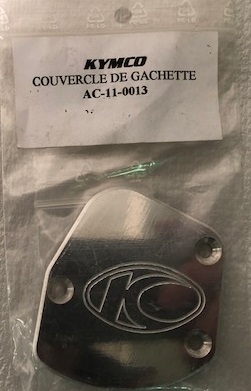 KYMCO
COUVERCLE DE GACHETTE
AC-11-0013